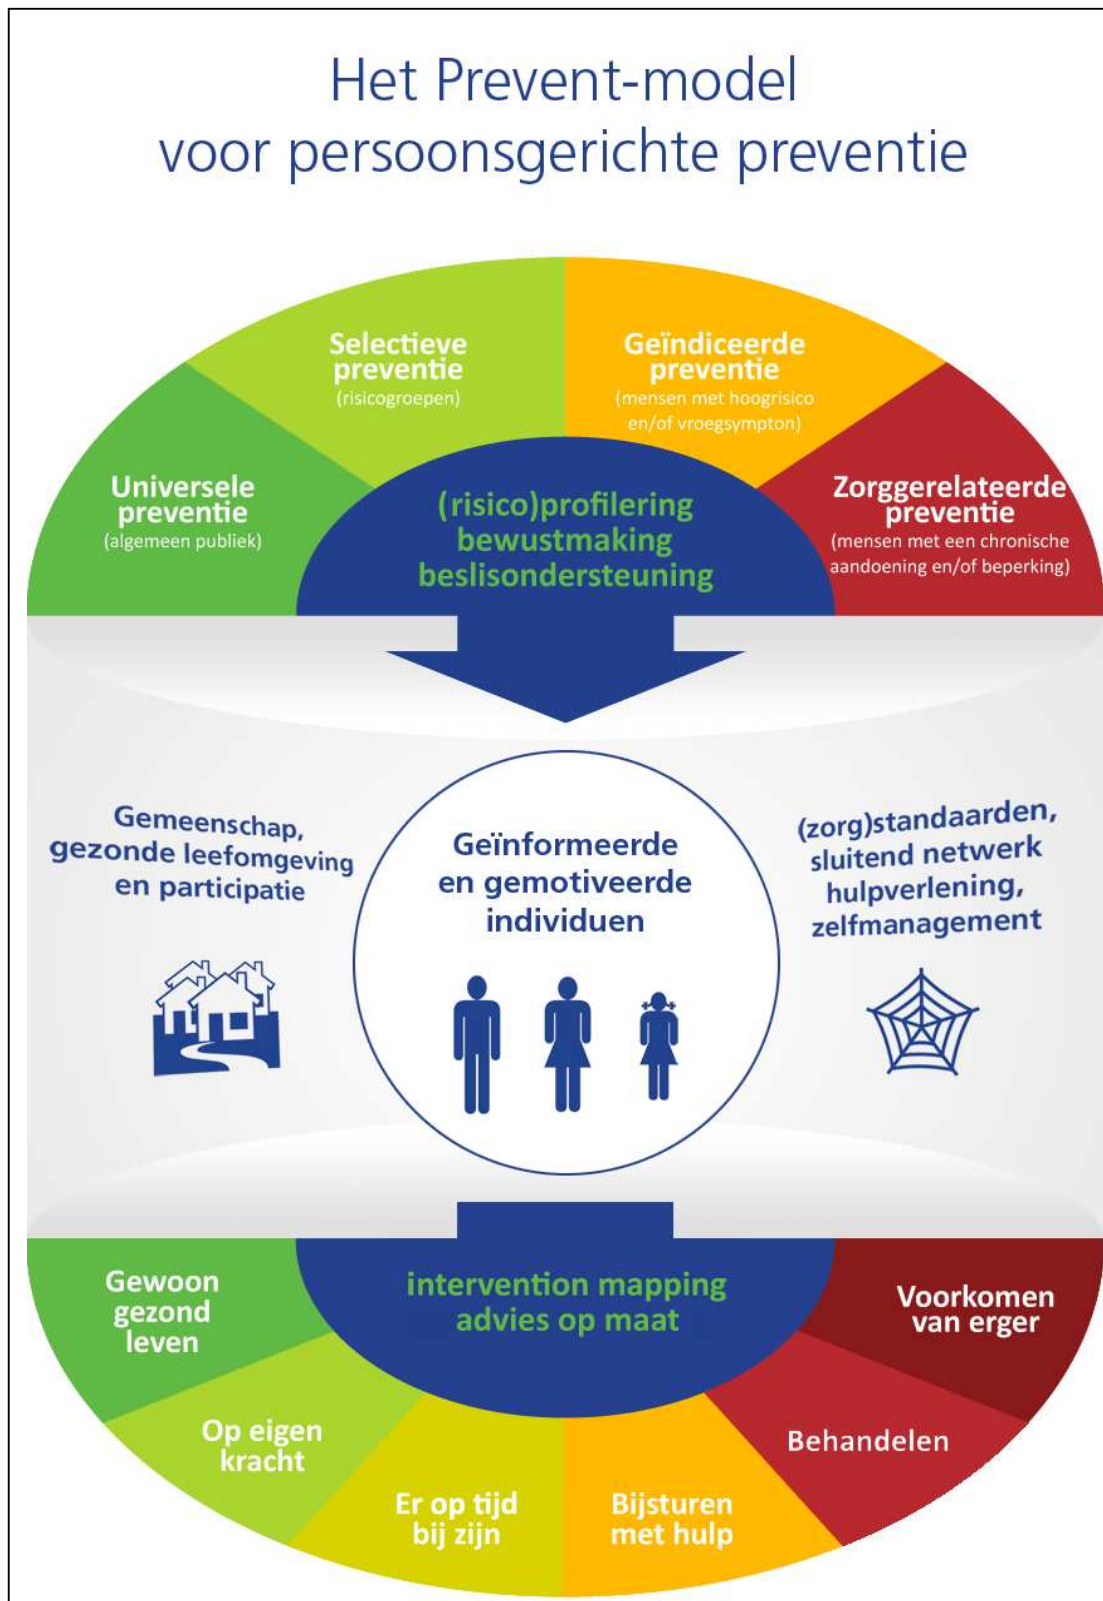 Het Prevent-model
voor persoonsgerichte preventie
Selectieve
preventie
(risicogroepen)
Geïndiceerde
preventie
(mensen met hoogrisico
en/of vroegsympton)
Universele
preventie
(algemeen publiek)
(risico)profilering
bewustmaking
beslisondersteuning
Zorggerelateerde
preventie
(mensen met een chronische
aandoening en/of beperking)
Gemeenschap,
gezonde leefomgeving
en participatie
Geïnformeerde
en gemotiveerde
individuen
(zorg)standaarden,
sluitend netwerk
hulpverlening,
zelfmanagement
Gewoon
gezond
leven
intervention mapping
advies op maat
Voorkomen
van erger
Op eigen
kracht
Behandelen
Er op tijd
bij zijn
Bijsturen
met hulp